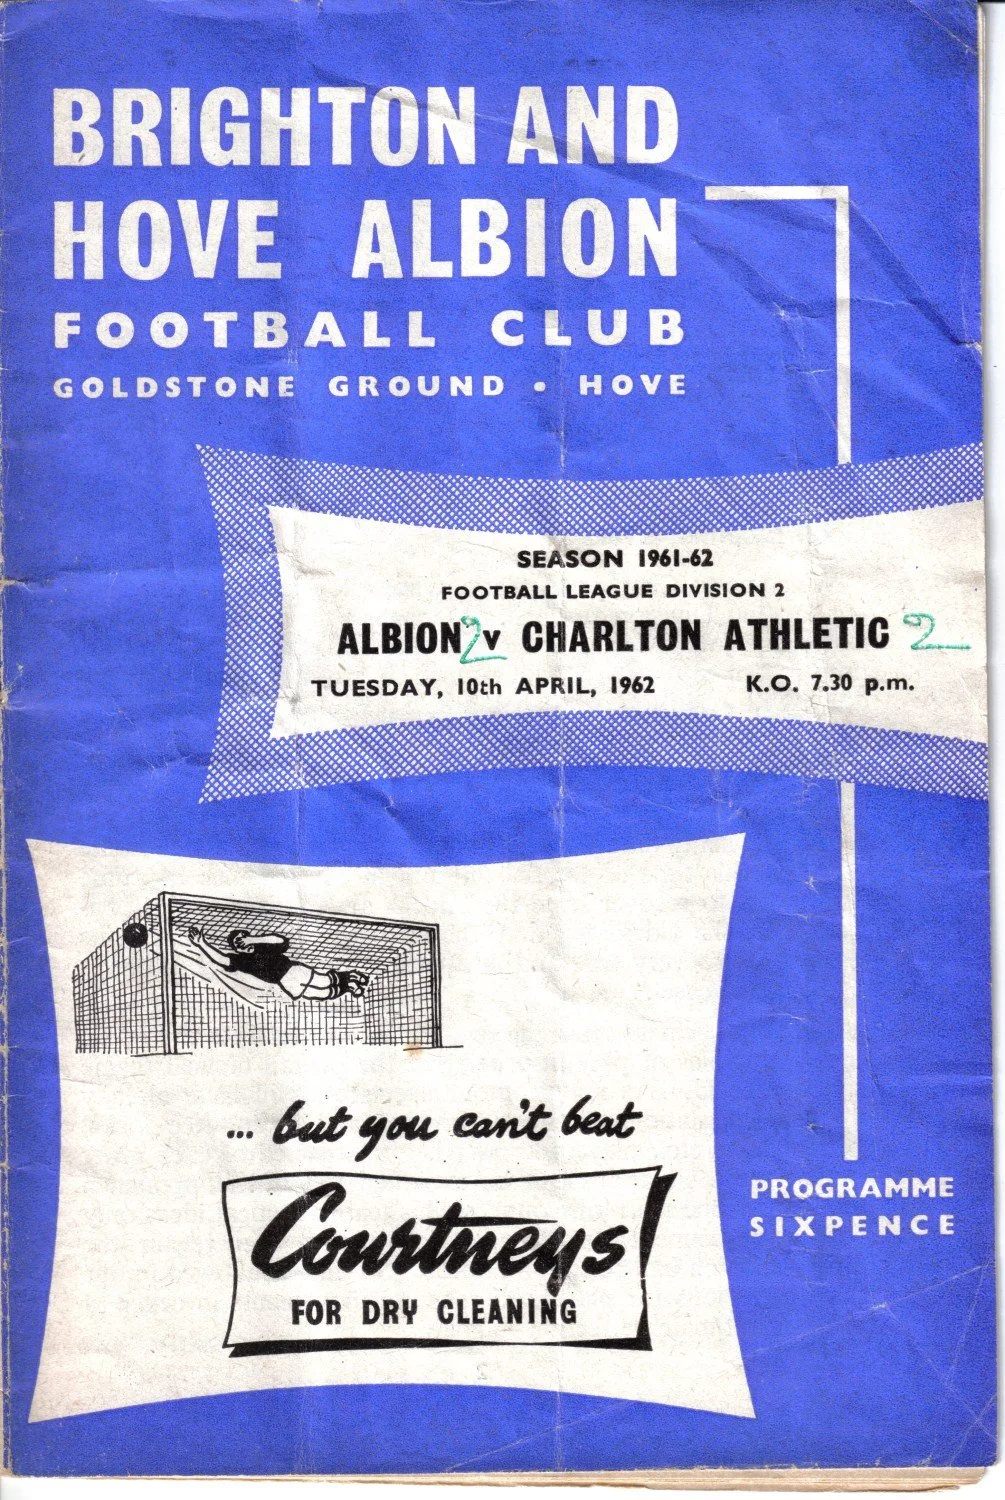 BRIGHTON AND
HOVE ALBION
FOOTBALL CLUB
GOLDSTONE GROUND • HOVE
SEASON 1961-62
FOOTBALL LEAGUE DIVISION 2
ALBION 2 v CHARLTON ATHLETIC 2
TUESDAY, 10th APRIL, 1962 K.O. 7.30 p.m.
... but you can't beat
Courtneys
FOR DRY CLEANING
PROGRAMME
SIXPENCE